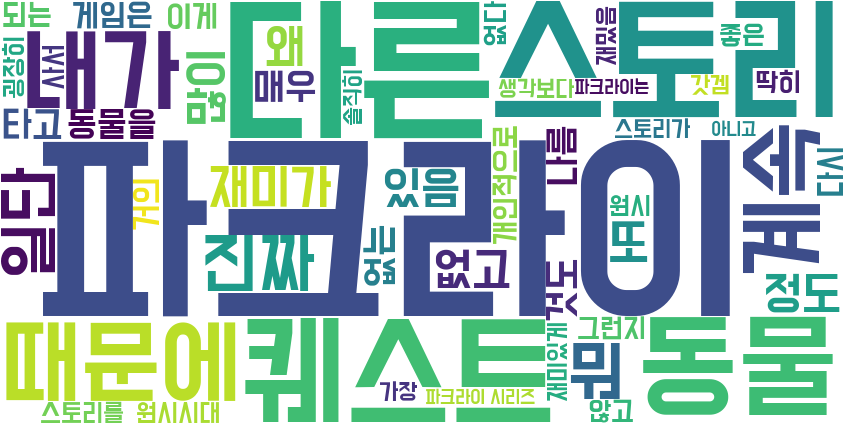 되는 게임은 이게
다른 스토리
왜 없다 재밌음 좋은
굉장히 내가 사서 많이 매우 솔직히
생각보다 파크라이는 갓겜 딱히
타고 동물을
스토리가 아니고
파크라이
일단 거의 재미가 있음 개인적으로 나름 원시 계속 시다
진짜 없는 없고 것도 또 정도
때문에 퀘스트 재미있게 뭔 그런지 동물
가장 파크라이 시리즈 않고
스토리를 원시시대